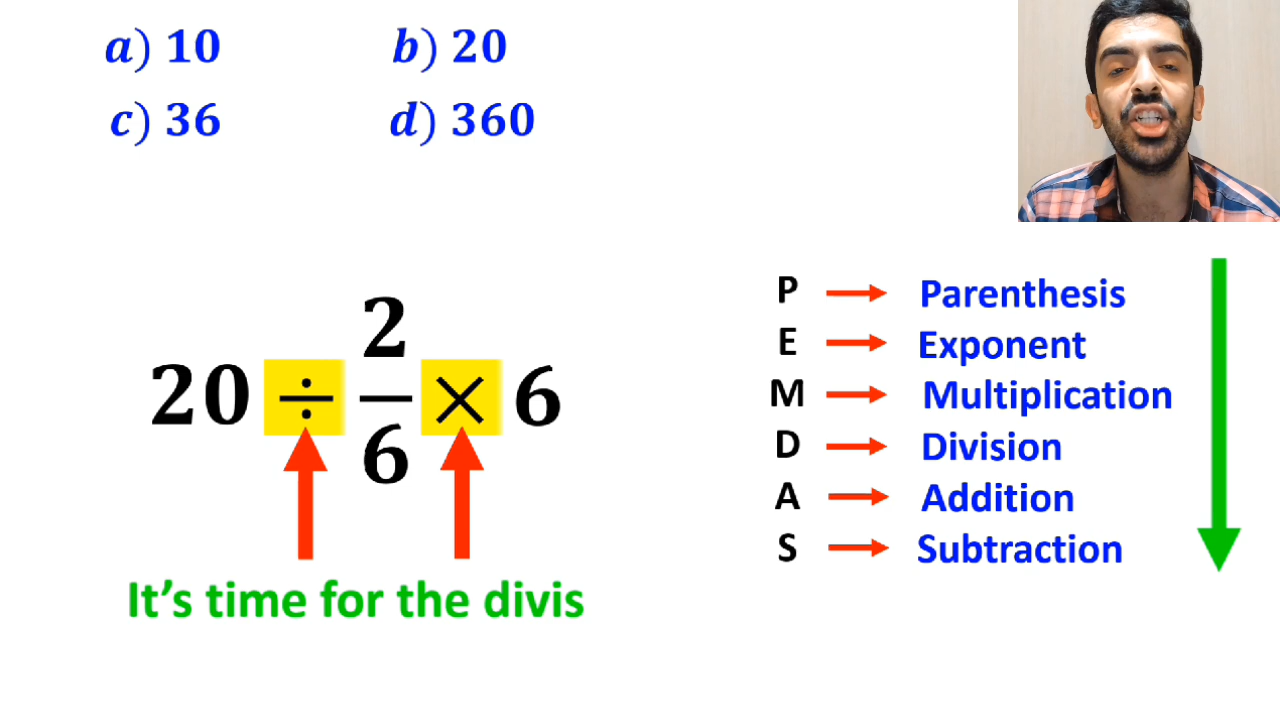 a) 10
b) 20
c) 36
d) 360
20 ÷ 2/6 × 6
It's time for the divis
P → Parenthesis
E → Exponent
M → Multiplication
D → Division
A → Addition
S → Subtraction